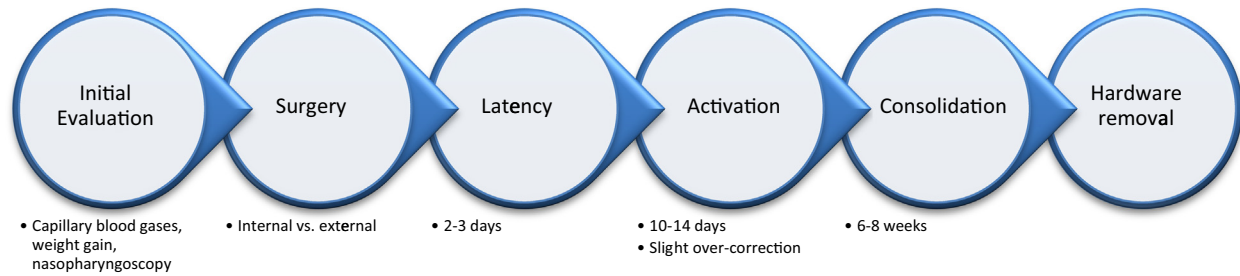 Initial
Evaluation
Surgery
Latency
Activation
Consolidation
Hardware
removal
• Capillary blood gases,
weight gain,
nasopharyngoscopy
• Internal vs. external
• 2-3 days
• 10-14 days
• Slight over-correction
• 6-8 weeks